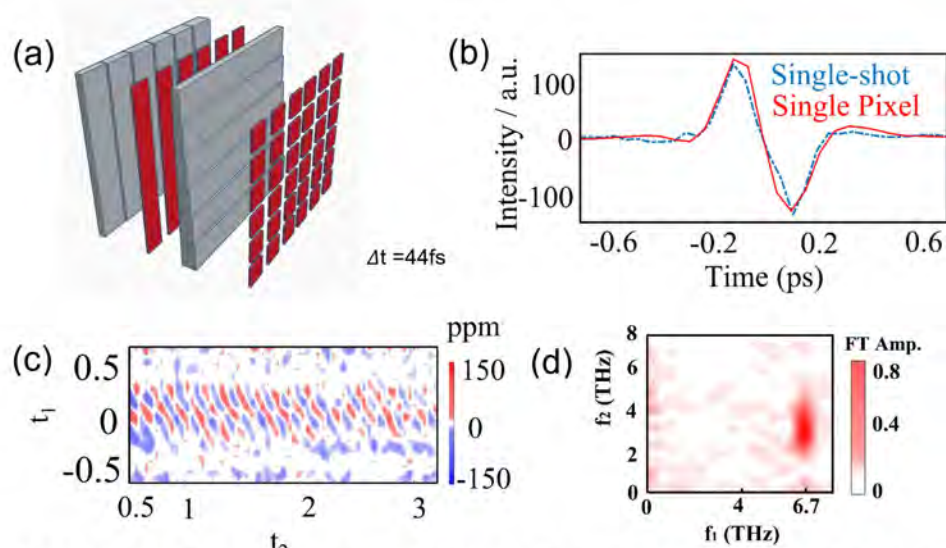 (a)
Δt =44fs
(b)
Intensity / a.u.
100
0
-100
Single-shot
Single Pixel
-0.6 -0.2 0.2 0.6
Time (ps)
(c)
ppm
150
0
-150
t₁
0.5
0
-0.5
0.5 1 2 3
(d)
FT Amp.
0.8
0.4
0
f₂ (THz)
8
6
4
2
0
0 4 6.7
f₁ (THz)